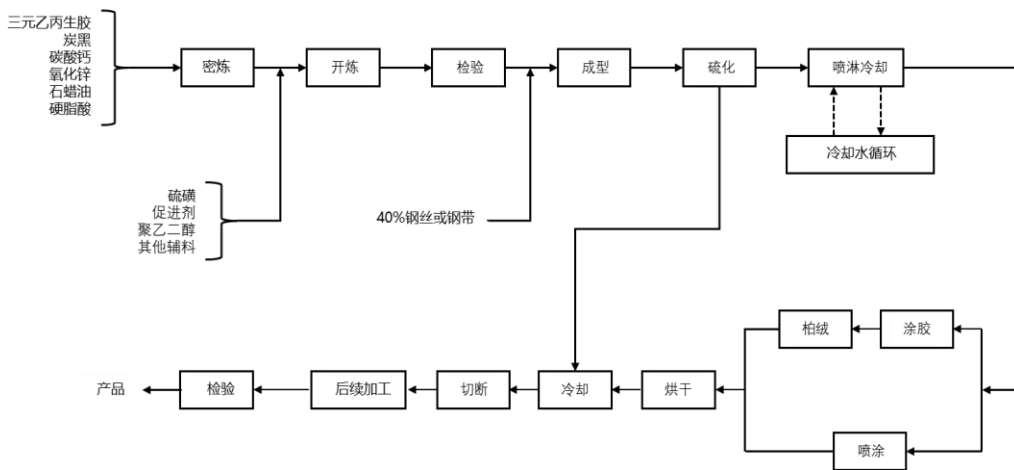 三元乙丙生胶
炭黑
碳酸钙
氧化锌
石蜡油
硬脂酸
密炼
开炼
检验
成型
硫化
喷淋冷却
冷却水循环
硫磺
促进剂
聚乙二醇
其他辅料
40%钢丝或钢带
柏绒
涂胶
产品
检验
后续加工
切断
冷却
烘干
喷涂